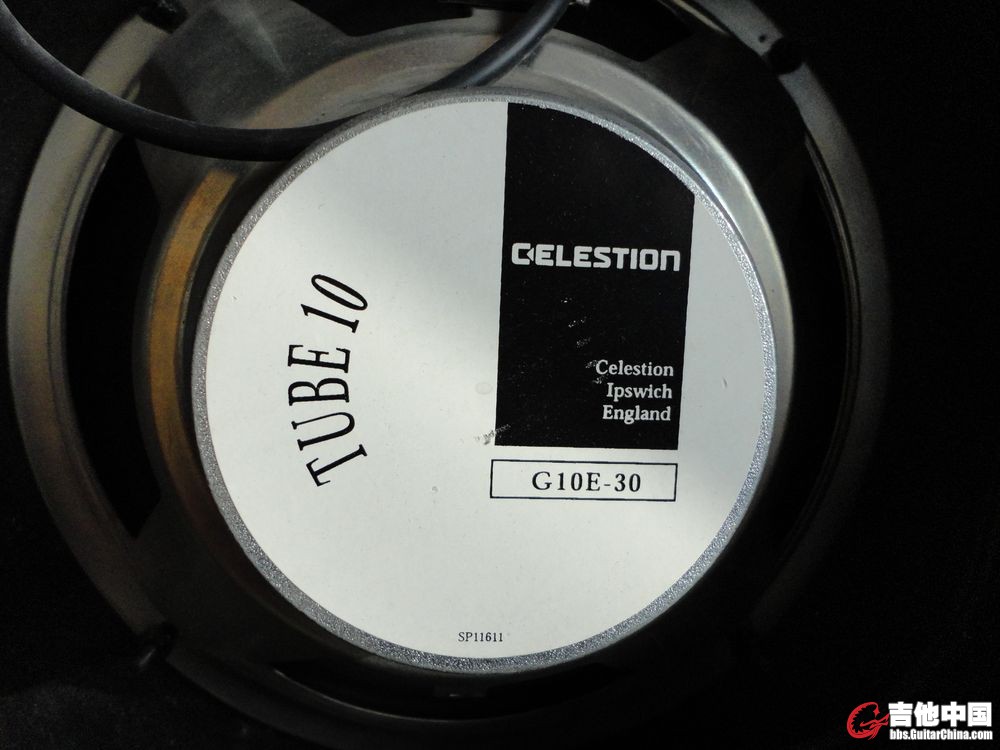 CELESTION
TUBE 10
Celestion
Ipswich
England
G10E-30
SP11611
吉他中国
bbs.GuitarChina.com